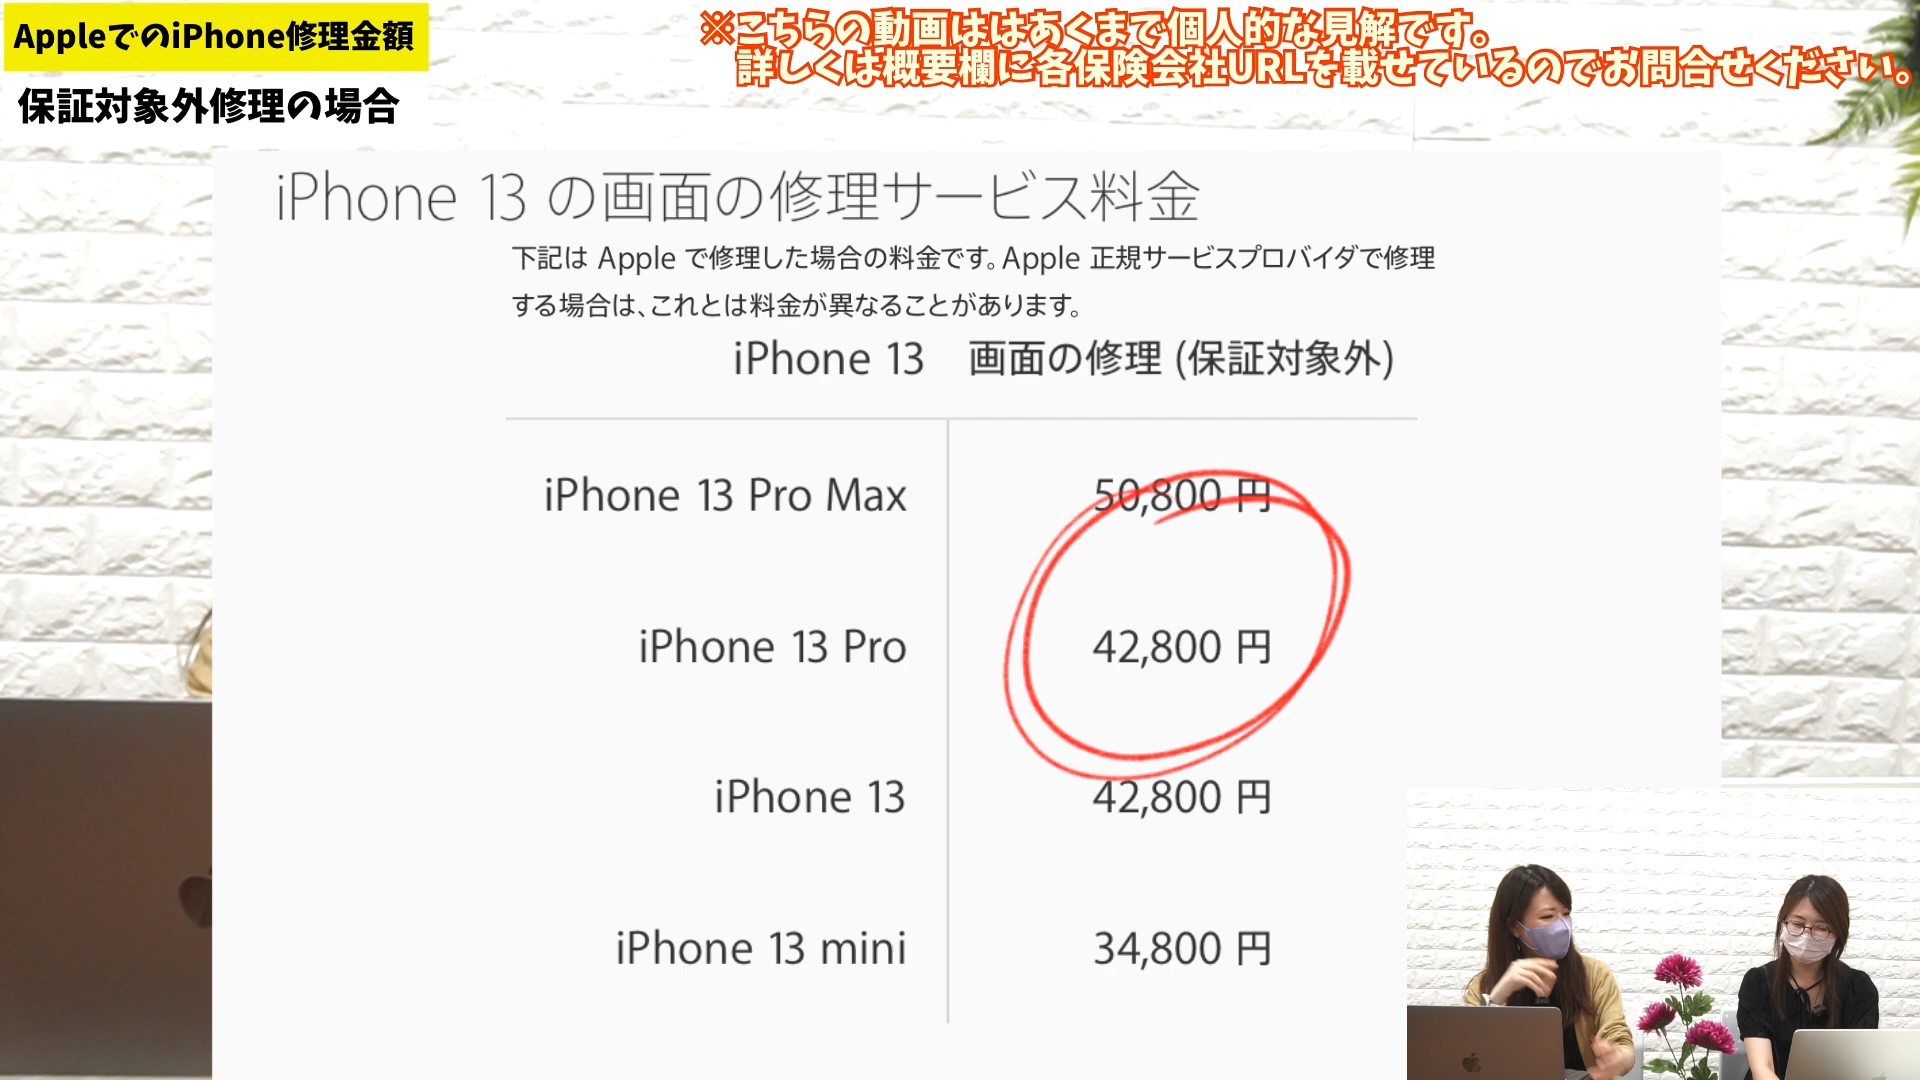 AppleでのiPhone修理金額
保証対象外修理の場合
※こちらの動画ははあくまで個人的な見解です。
詳しくは概要欄に各保険会社URLを載せているのでお問合せください。
iPhone 13 の画面の修理サービス料金
下記は Apple で修理した場合の料金です。Apple 正規サービスプロバイダで修理
する場合は、これとは料金が異なることがあります。
iPhone 13 画面の修理 (保証対象外)
iPhone 13 Pro Max 50,800 円
iPhone 13 Pro 42,800 円
iPhone 13 42,800 円
iPhone 13 mini 34,800 円